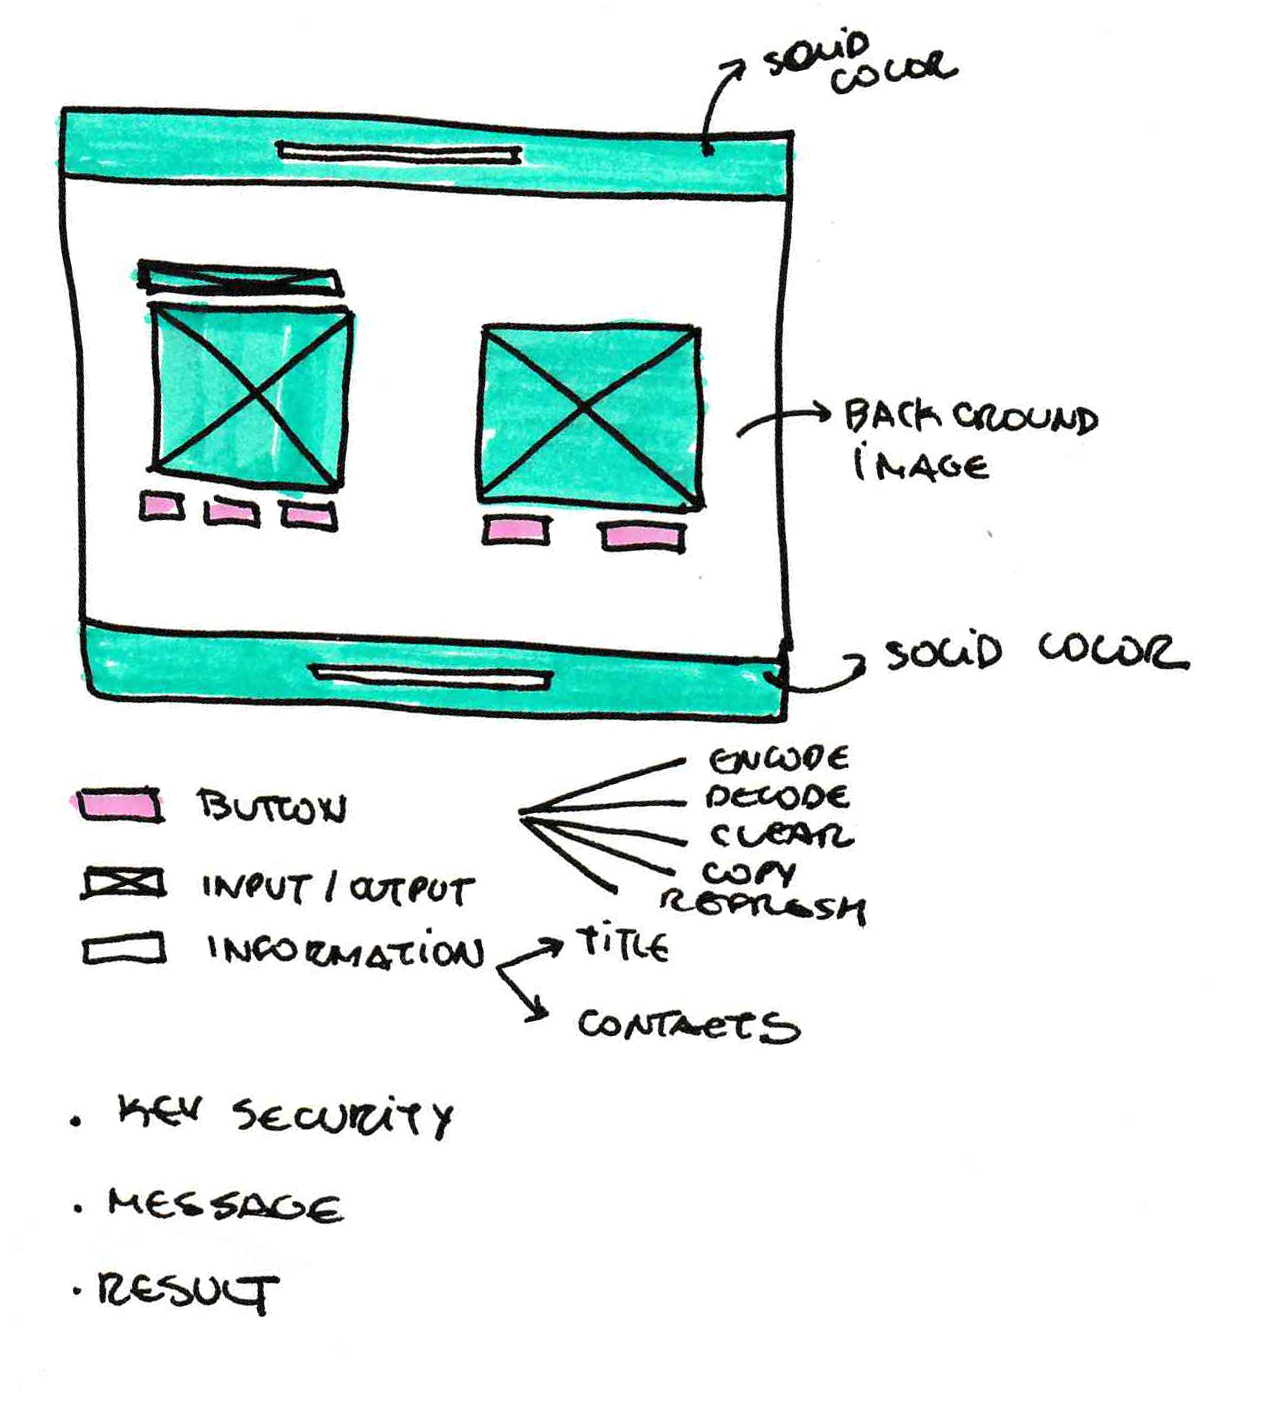 SOLID
COLOR
BACKGROUND
IMAGE
SOLID COLOR
ENCODE
BUTTON
DECODE
CLEAR
COPY
INPUT / OUTPUT
REFRESH
INFORMATION
TITLE
CONTACTS
. KEY SECURITY
. MESSAGE
. RESULT